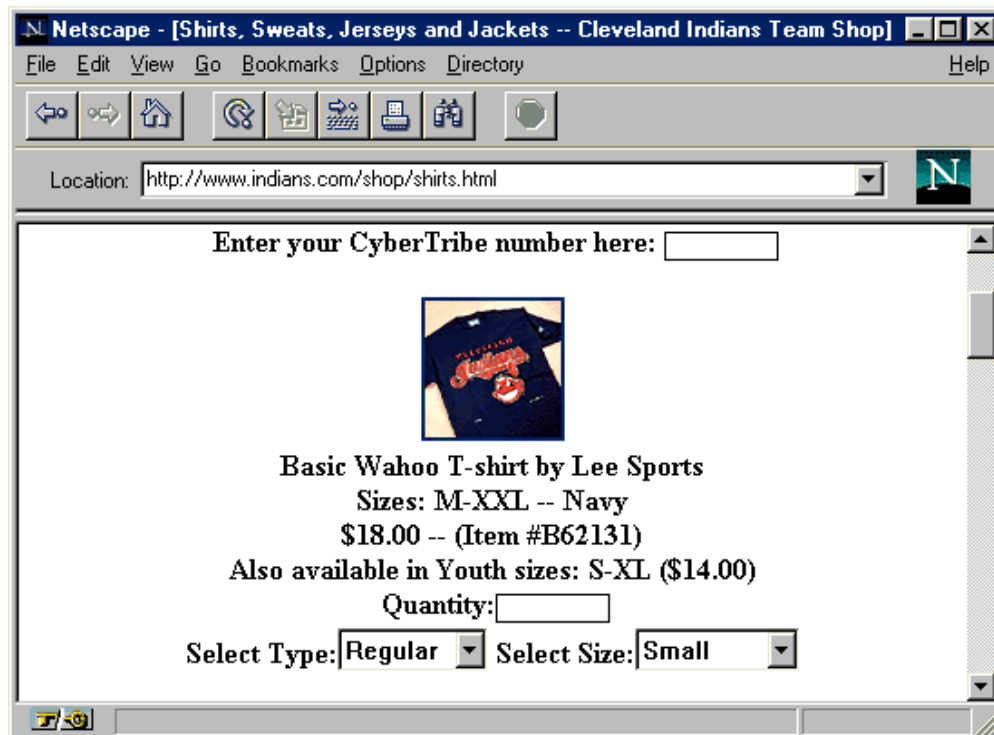 Netscape - [Shirts, Sweats, Jerseys and Jackets -- Cleveland Indians Team Shop]
File Edit View Go Bookmarks Options Directory Help
Location: http://www.indians.com/shop/shirts.html
N
Enter your CyberTribe number here:
CLEVELAND
Indians
Basic Wahoo T-shirt by Lee Sports
Sizes: M-XXL -- Navy
$18.00 -- (Item #B62131)
Also available in Youth sizes: S-XL ($14.00)
Quantity:
Select Type: Regular Select Size: Small